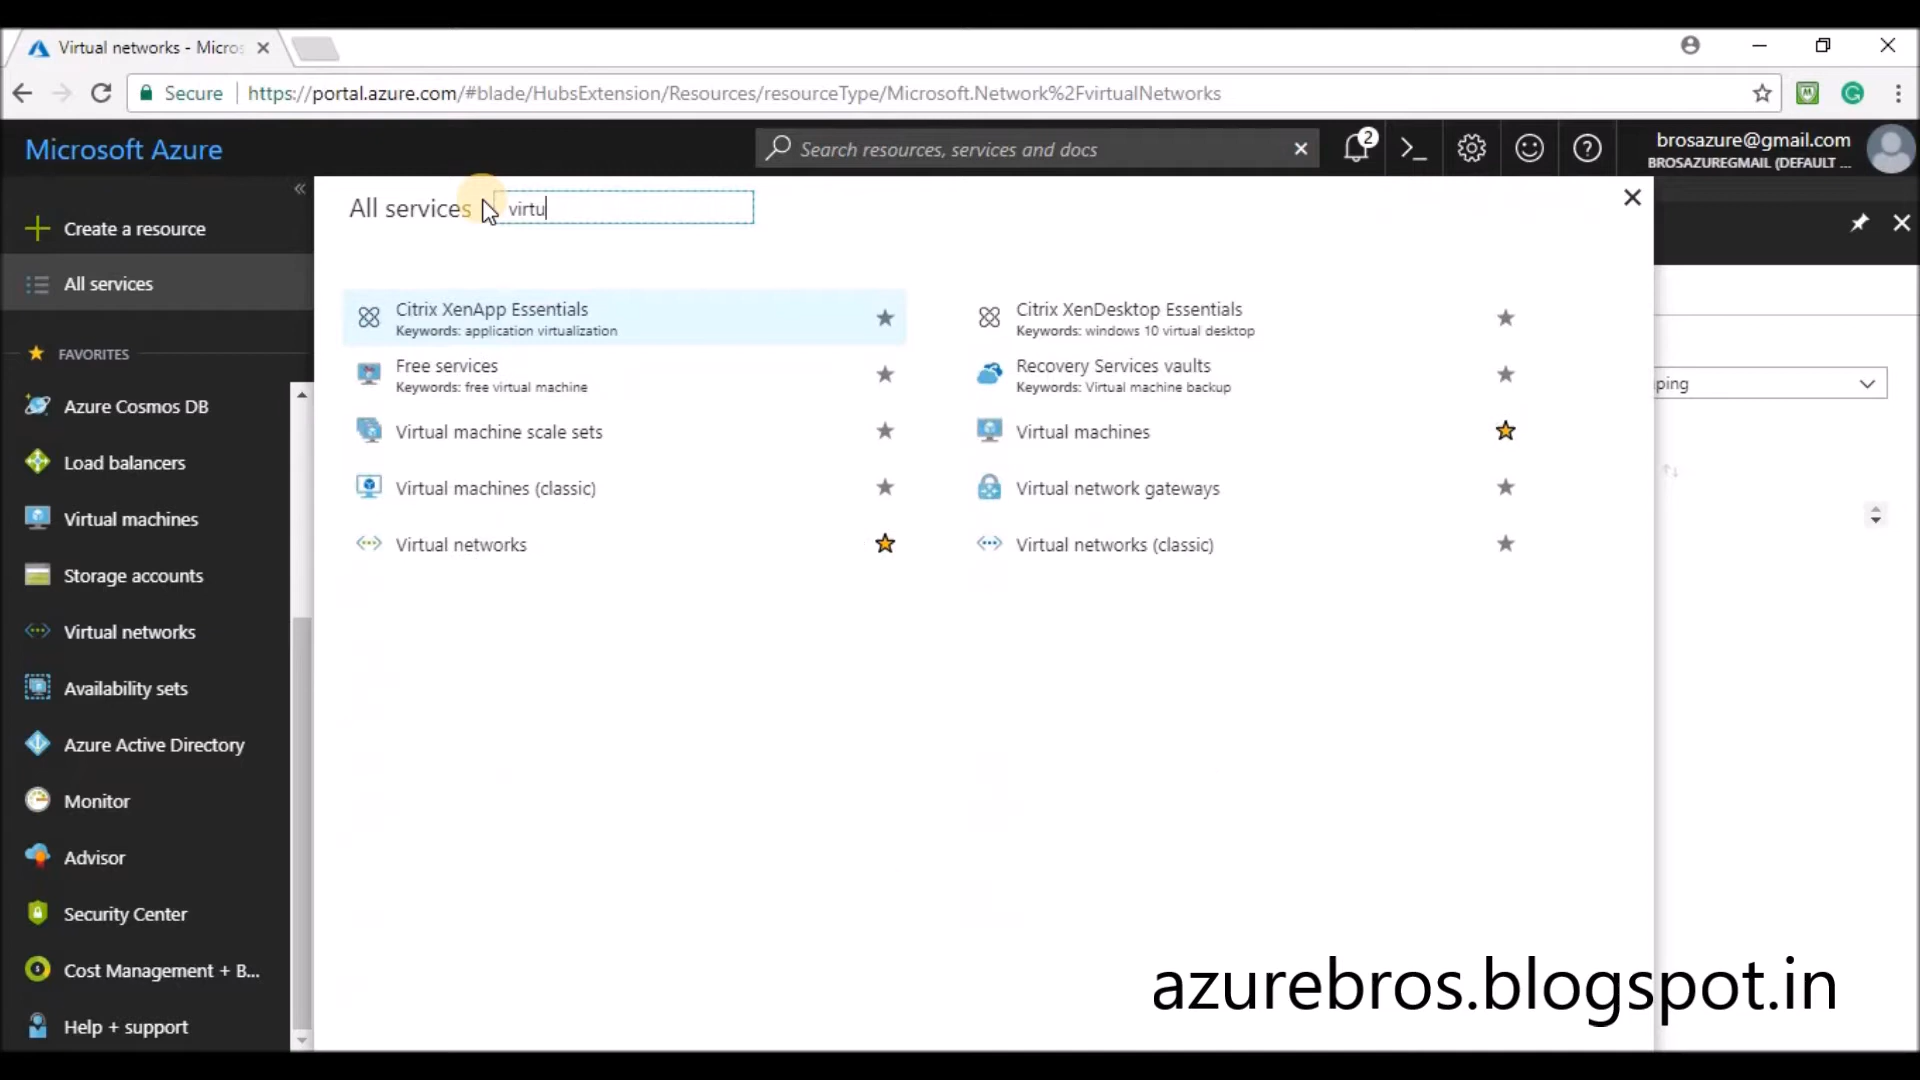 Virtual networks - Micros
Secure
https://portal.azure.com/#blade/HubsExtension/Resources/resourceType/Microsoft.Network%2FvirtualNetworks
Microsoft Azure
Search resources, services and docs
2
brosazure@gmail.com
BROSAZUREGMAIL (DEFAULT ...
Create a resource
All services
FAVORITES
Azure Cosmos DB
Load balancers
Virtual machines
Storage accounts
Virtual networks
Availability sets
Azure Active Directory
Monitor
Advisor
Security Center
Cost Management + B...
Help + support
All services
virtu
Citrix XenApp Essentials
Keywords: application virtualization
Citrix XenDesktop Essentials
Keywords: windows 10 virtual desktop
Free services
Keywords: free virtual machine
Recovery Services vaults
Keywords: Virtual machine backup
Virtual machine scale sets
Virtual machines
Virtual machines (classic)
Virtual network gateways
Virtual networks
Virtual networks (classic)
ping
azurebros.blogspot.in